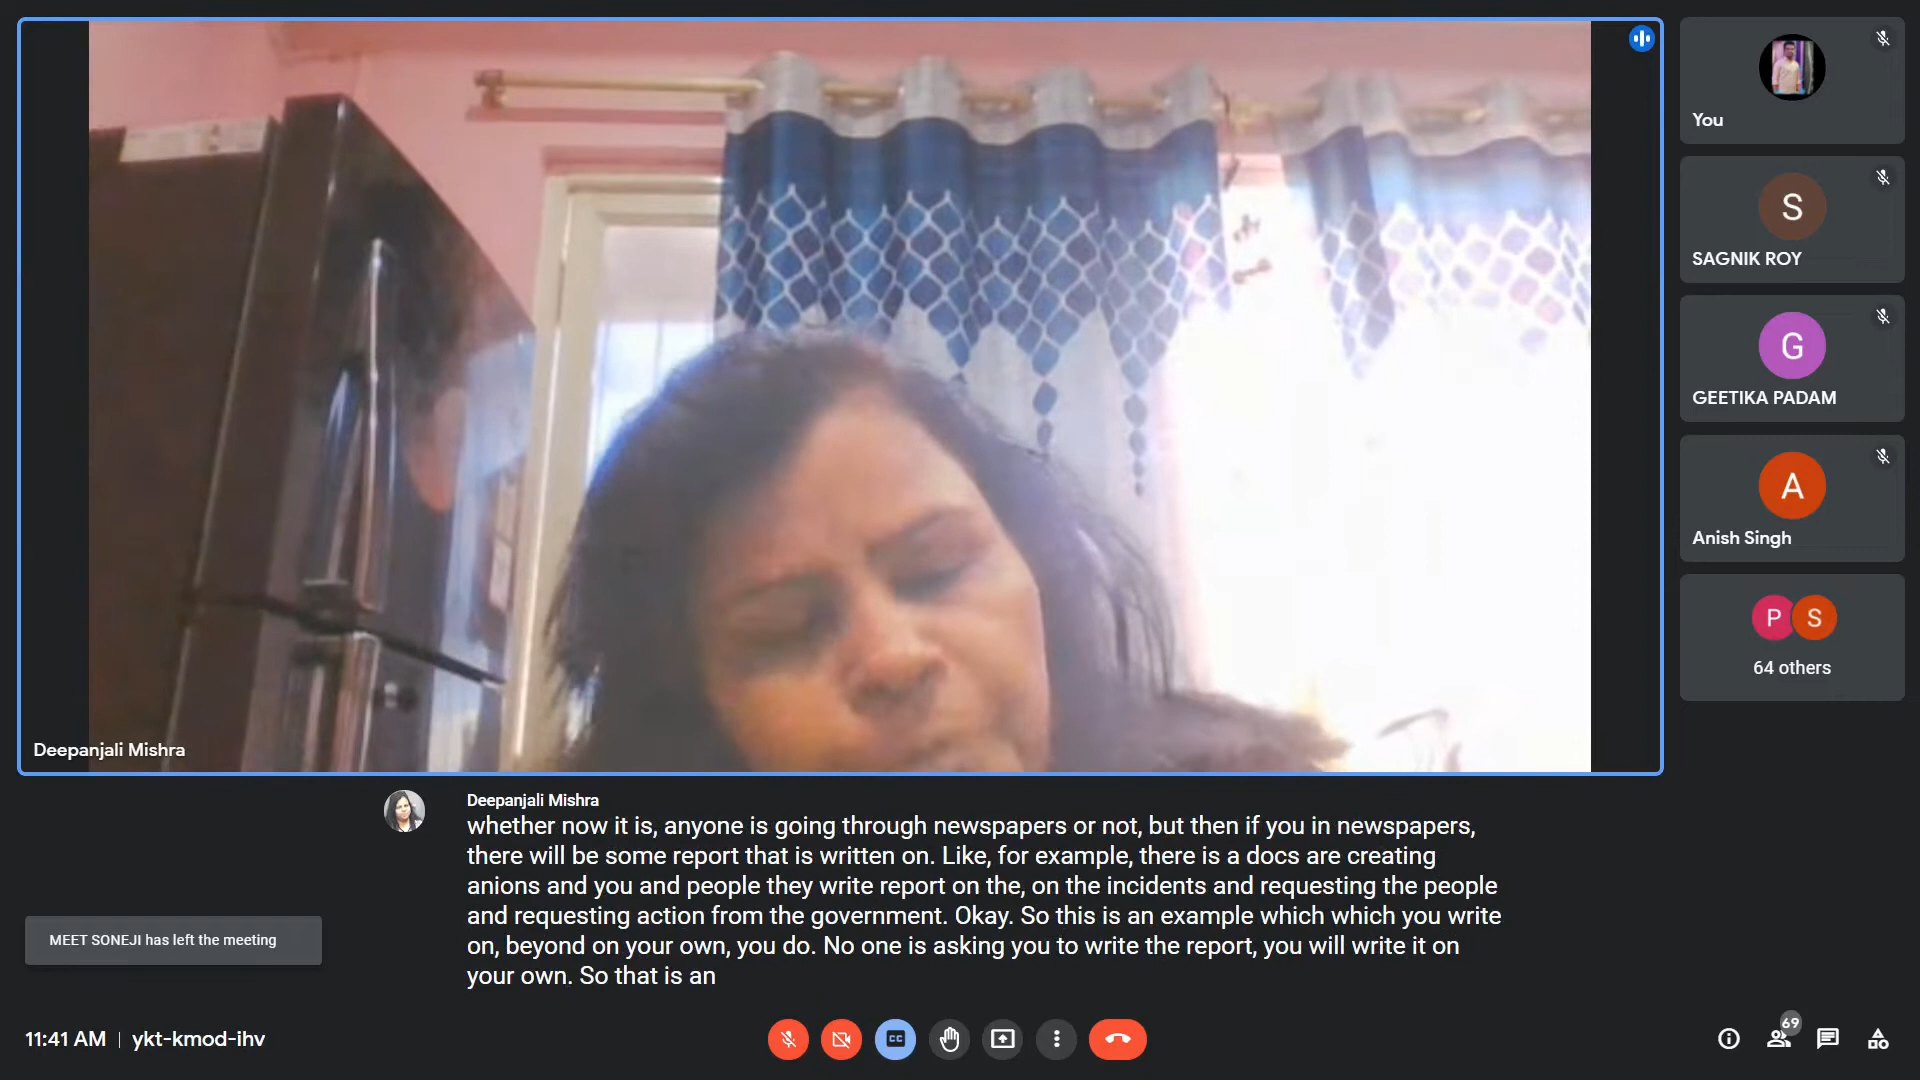 You
S
SAGNIK ROY
G
GEETIKA PADAM
A
Anish Singh
P S
64 others
Deepanjali Mishra
Deepanjali Mishra
whether now it is, anyone is going through newspapers or not, but then if you in newspapers,
there will be some report that is written on. Like, for example, there is a docs are creating
anions and you and people they write report on the, on the incidents and requesting the people
and requesting action from the government. Okay. So this is an example which which you write
on, beyond on your own, you do. No one is asking you to write the report, you will write it on
your own. So that is an
MEET SONEJI has left the meeting
11:41 AM | ykt-kmod-ihv
CC
69